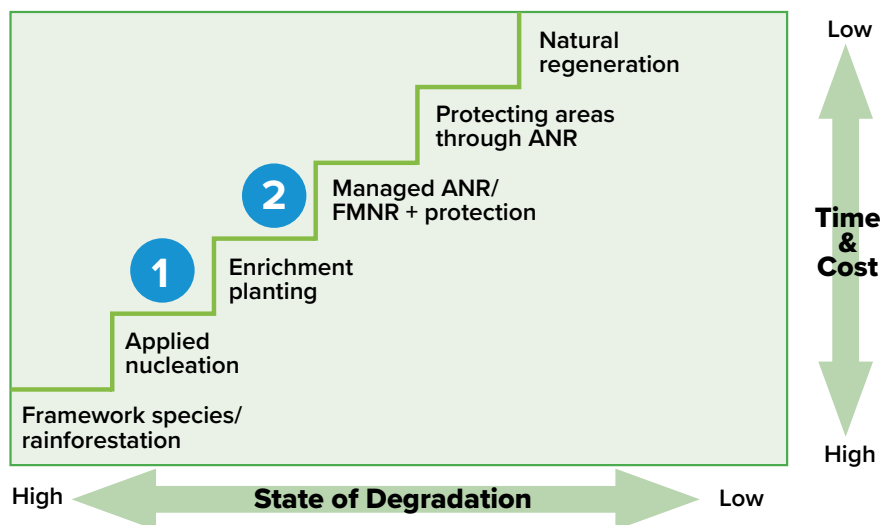 Natural
regeneration
Protecting areas
through ANR
2
Managed ANR/
FMNR + protection
1
Enrichment
planting
Applied
nucleation
Framework species/
rainforestation
Low
Time
&
Cost
High
High
State of Degradation
Low